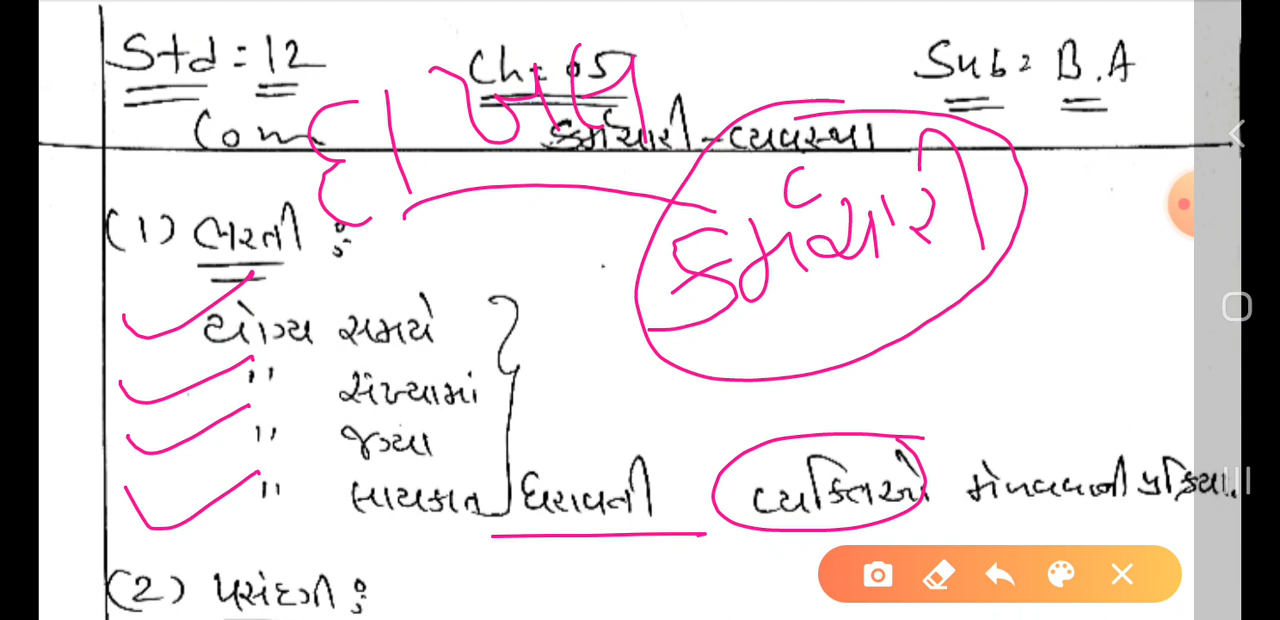 Std = 12 Ch = 05 Sub = B.A
Com કર્મચારી - વ્યવસ્થા
(1) ભરતી :
યોગ્ય સમયે
" સંખ્યામાં
" જગ્યા
" લાયકાત ધરાવતી વ્યક્તિઓ મેળવવાની પ્રક્રિયા.
(2) પસંદગી :
કર્મચારી